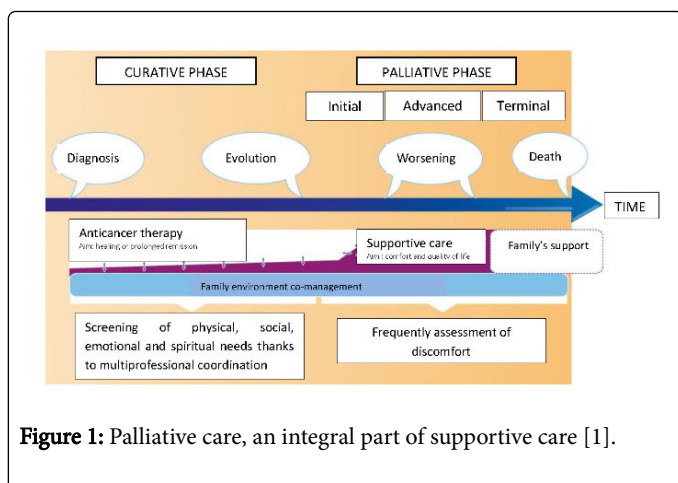 CURATIVE PHASE
PALLIATIVE PHASE
Initial
Advanced
Terminal
Diagnosis
Evolution
Worsening
Death
TIME
Anticancer therapy
Aim: healing or prolonged remission
Supportive care
Aim : comfort and quality of life
Family's support
Family environment co-management
Screening of physical, social,
emotional and spiritual needs thanks
to multiprofessional coordination
Frequently assessment of
discomfort
Figure 1: Palliative care, an integral part of supportive care [1].